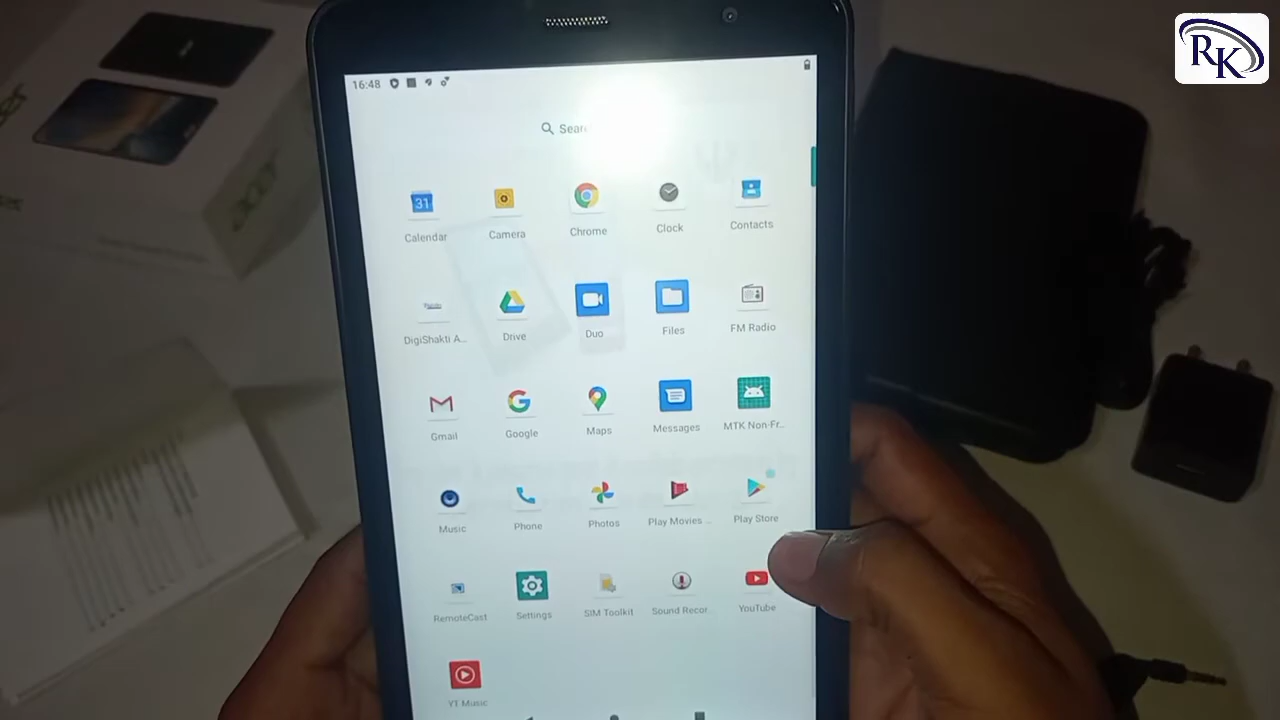 RK
acer
16:48
Sear
31
Calendar
Camera
Chrome
Clock
Contacts
DigiShakti A...
Drive
Duo
Files
FM Radio
Gmail
Google
Maps
Messages
MTK Non-Fr...
Music
Phone
Photos
Play Movies ...
Play Store
RemoteCast
Settings
SIM Toolkit
Sound Recor
YouTube
YT Music